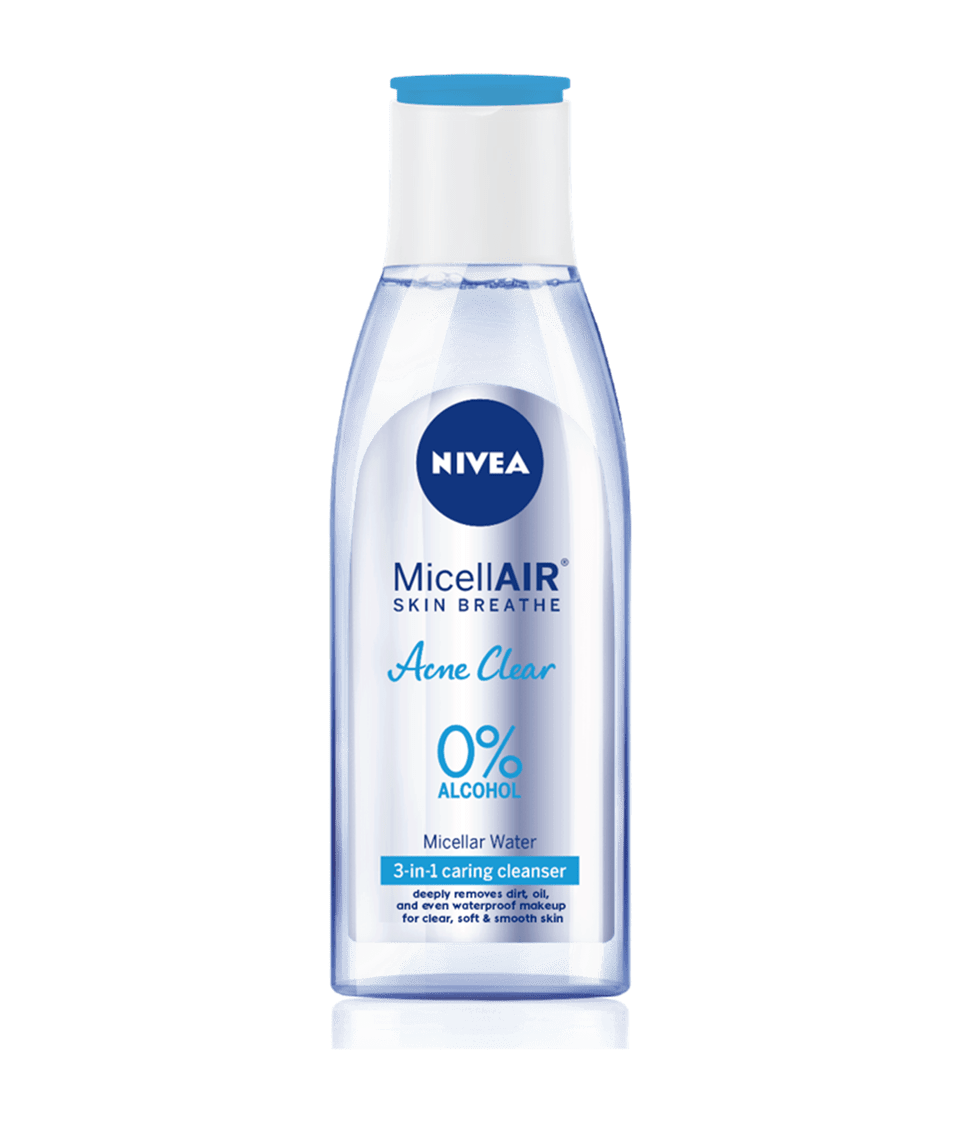 NIVEA
MicellAIR®
SKIN BREATHE
Acne Clear
0%
ALCOHOL
Micellar Water
3-in-1 caring cleanser
deeply removes dirt, oil,
and even waterproof makeup
for clear, soft & smooth skin